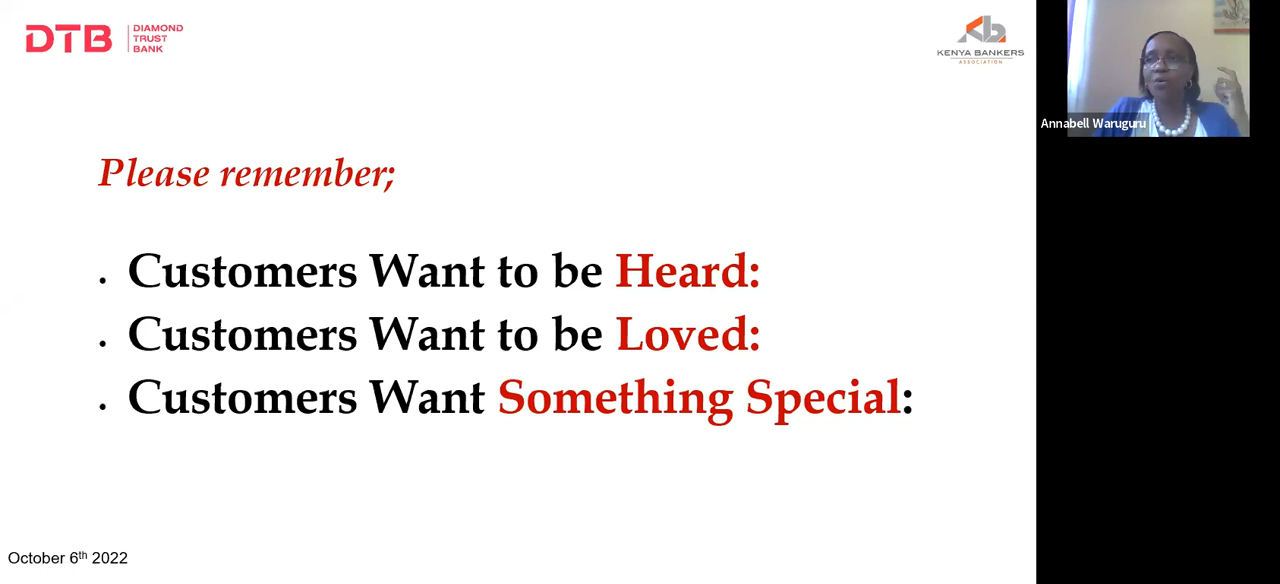 DTB
DIAMOND
TRUST
BANK
KENYA BANKERS
ASSOCIATION
Annabell Waruguru
Please remember;
• Customers Want to be Heard:
• Customers Want to be Loved:
• Customers Want Something Special:
October 6th 2022